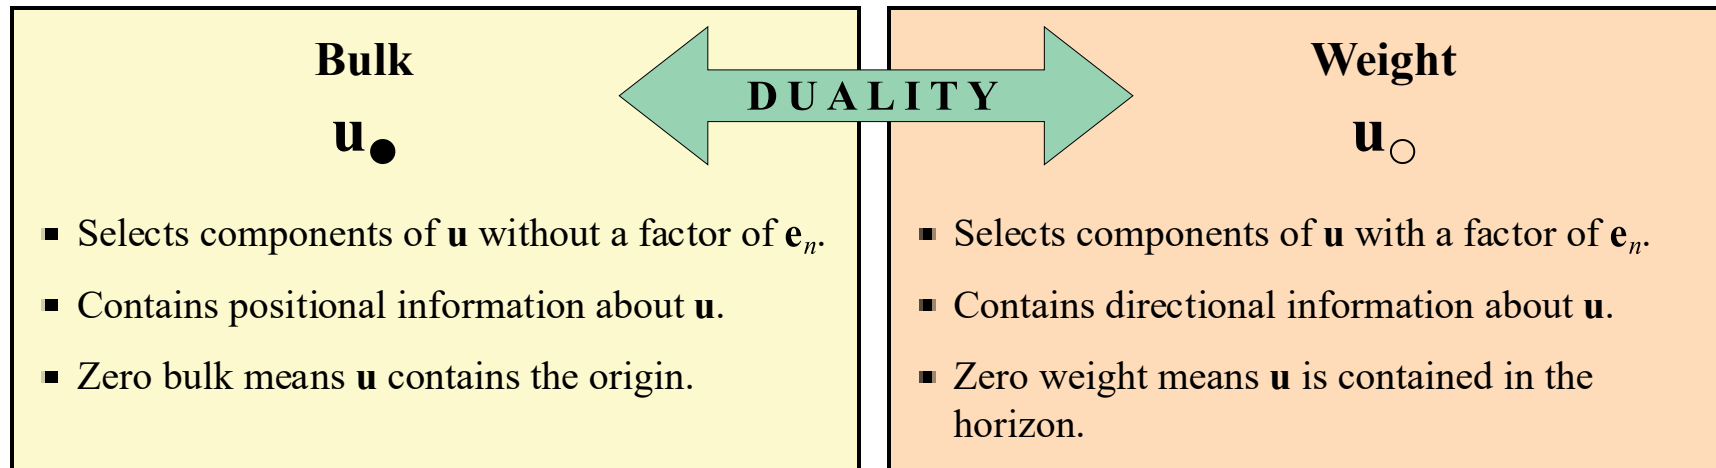 Bulk
u●
▪ Selects components of u without a factor of eₙ.
▪ Contains positional information about u.
▪ Zero bulk means u contains the origin.
DUALITY
Weight
u○
▪ Selects components of u with a factor of eₙ.
▪ Contains directional information about u.
▪ Zero weight means u is contained in the
horizon.